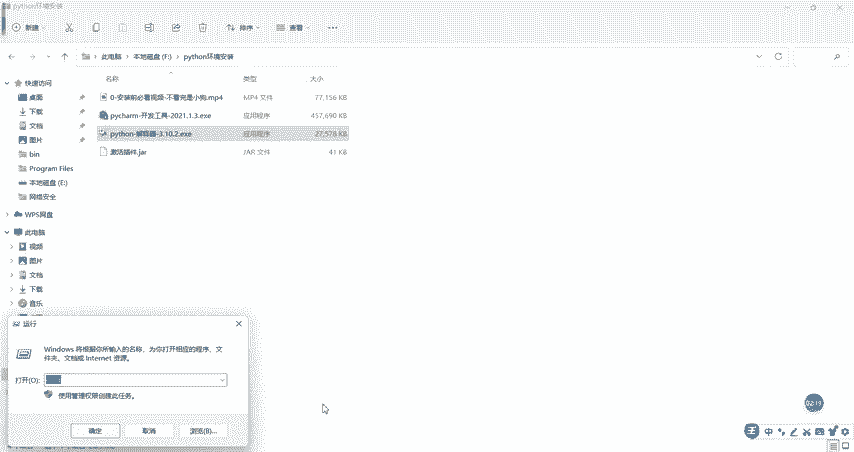 python环境安装
新建
排序
查看
此电脑 › 本地磁盘 (F:) › python环境安装
名称 类型 大小
快速访问
0-安装前必看视频-不看完是小狗.mp4 MP4 文件 77,156 KB
桌面
下载
pycharm-开发工具-2021.1.3.exe 应用程序 457,690 KB
文档
python-解释器-3.10.2.exe 应用程序 27,578 KB
图片
激活插件.jar JAR 文件 41 KB
bin
Program Files
本地磁盘 (E:)
网络安全
WPS网盘
此电脑
视频
图片
文档
下载
音乐
运行
Windows 将根据你所输入的名称，为你打开相应的程序、文
件夹、文档或 Internet 资源。
打开(O):
使用管理权限创建此任务。
确定 取消 浏览(B)...
02:19
中